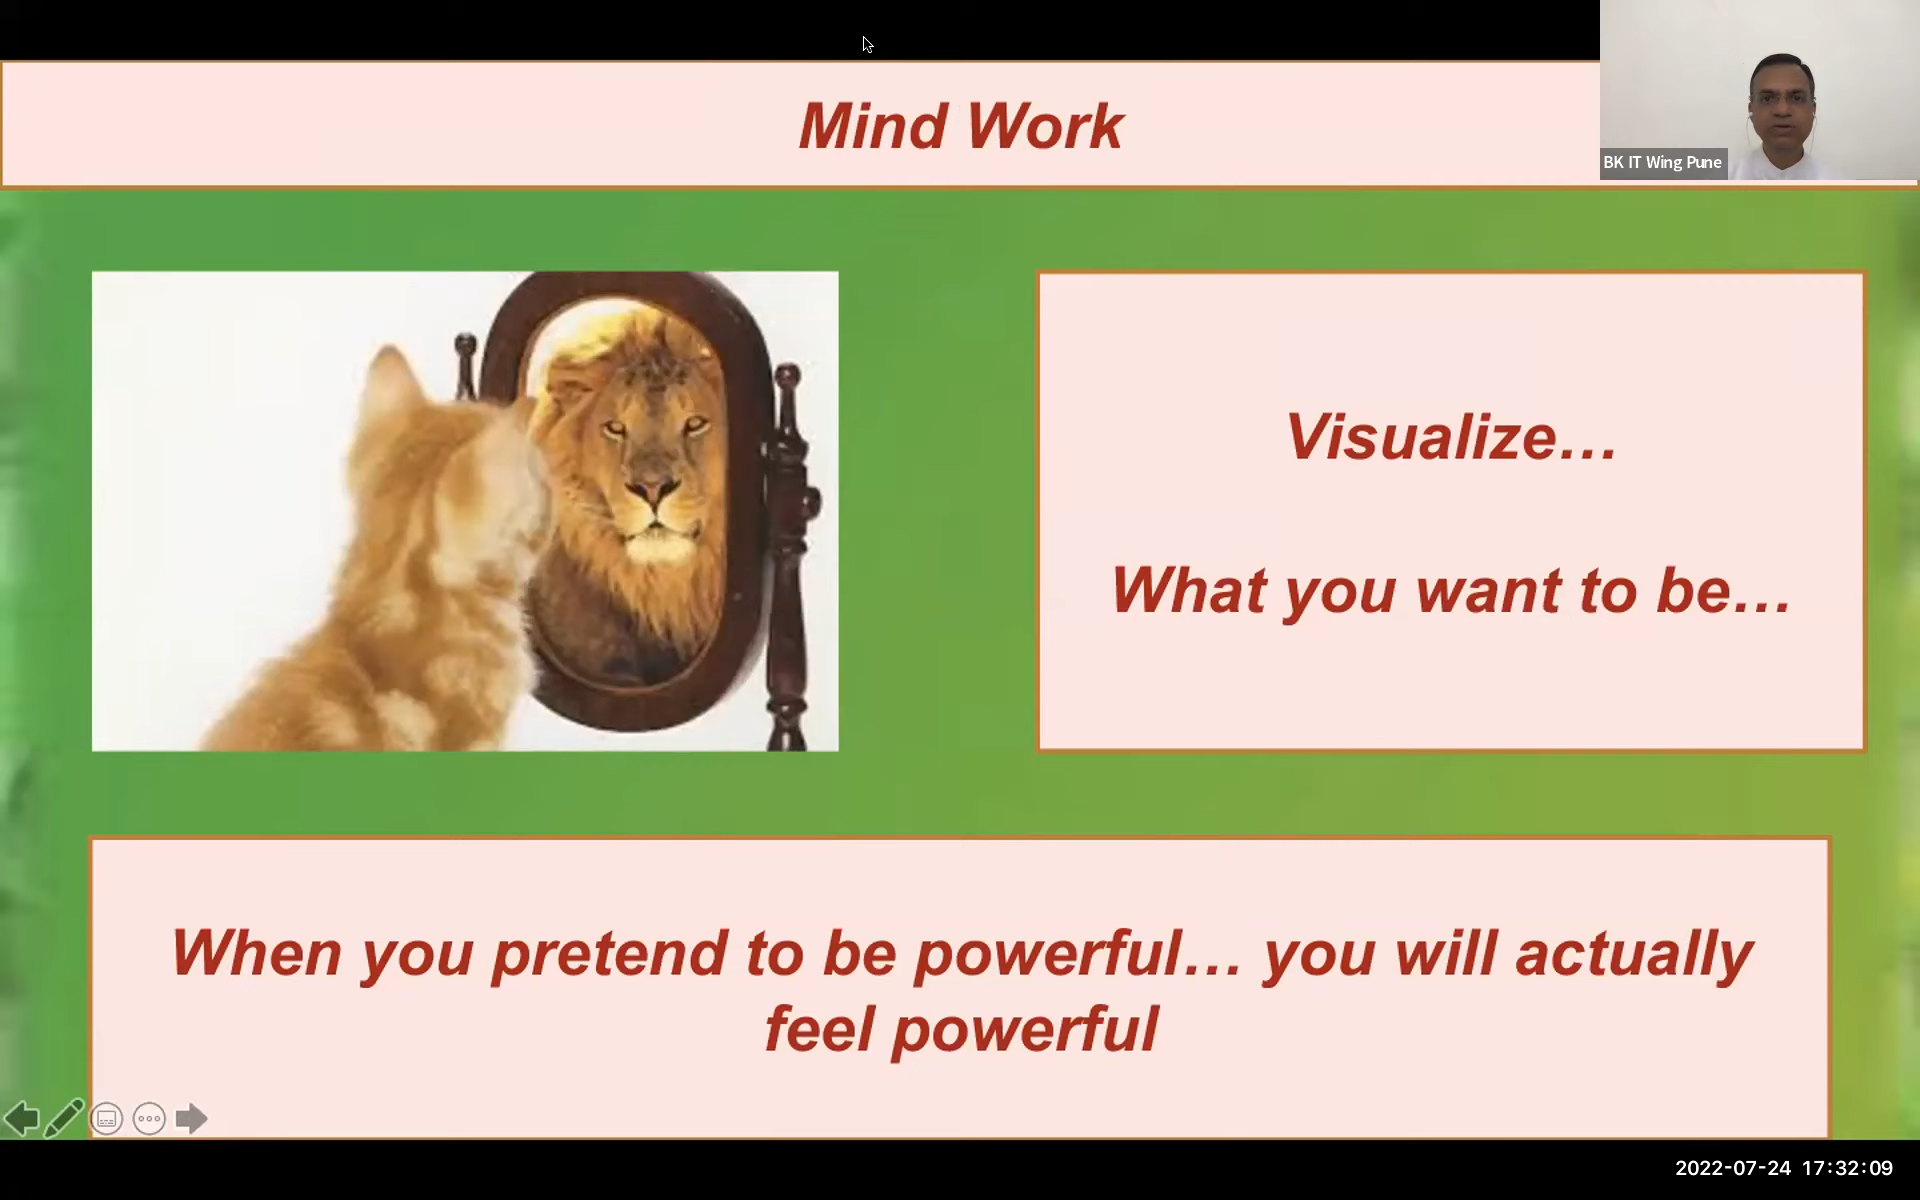 Mind Work
BK IT Wing Pune
Visualize...
What you want to be...
When you pretend to be powerful... you will actually
feel powerful
2022-07-24 17:32:09